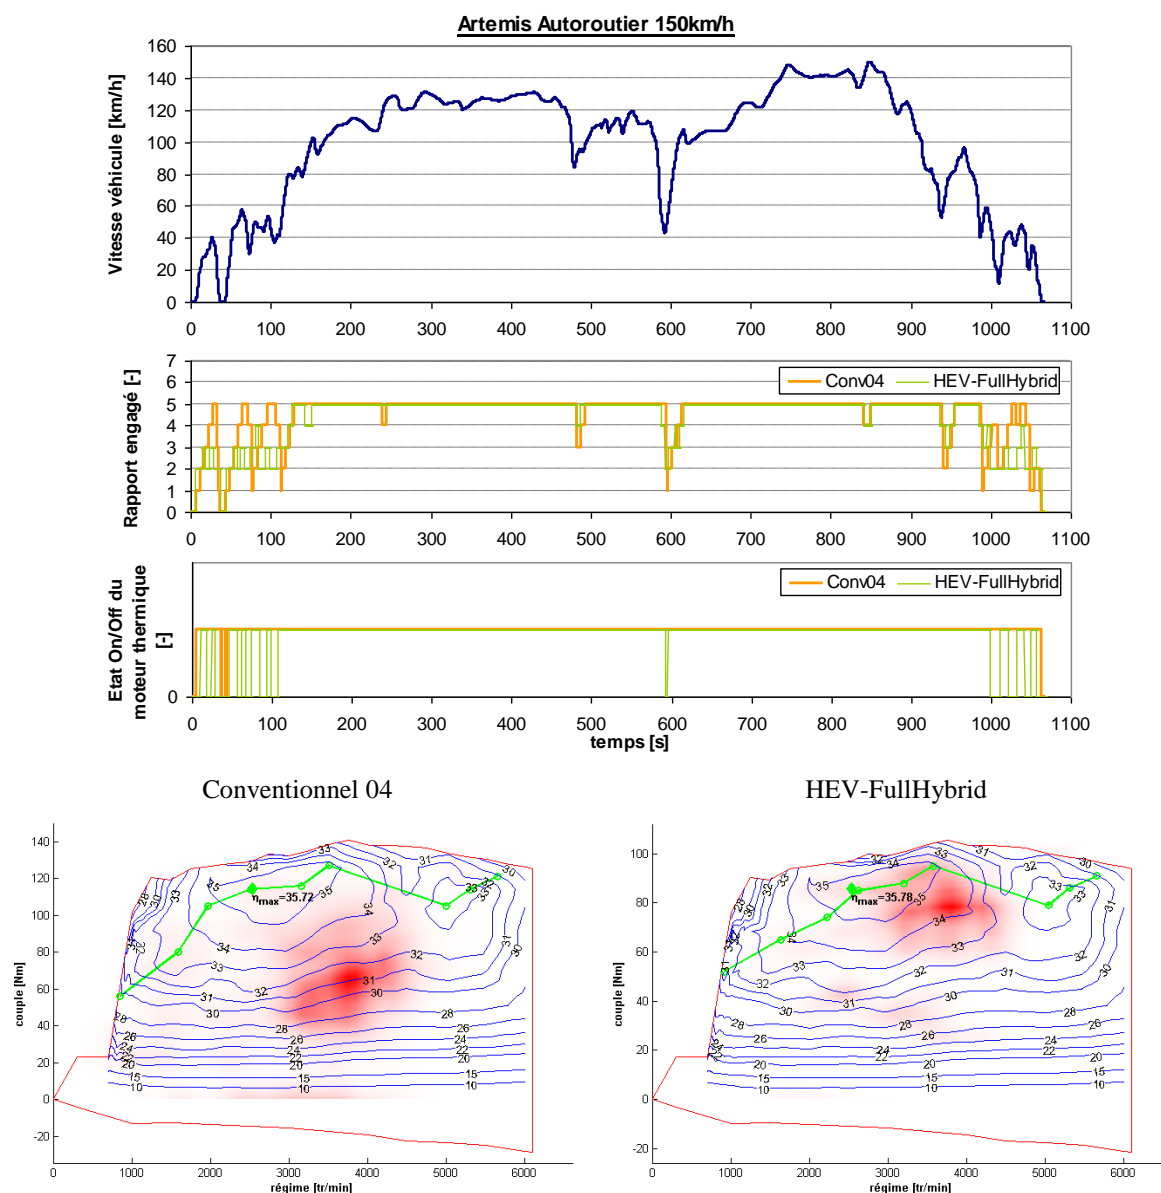 Artemis Autoroutier 150km/h
Vitesse véhicule [km/h]
160
140
120
100
80
60
40
20
0
0 100 200 300 400 500 600 700 800 900 1000 1100
Rapport engagé [-]
7
6
5
4
3
2
1
0
Conv04 HEV-FullHybrid
0 100 200 300 400 500 600 700 800 900 1000 1100
Etat On/Off du
moteur thermique
[-]
0
Conv04 HEV-FullHybrid
0 100 200 300 400 500 600 700 800 900 1000 1100
temps [s]
Conventionnel 04
couple [Nm]
140
120
100
80
60
40
20
0
-20
ηmax=35.72
0 1000 2000 3000 4000 5000 6000
régime [tr/min]
HEV-FullHybrid
couple [Nm]
100
80
60
40
20
0
-20
ηmax=35.78
0 1000 2000 3000 4000 5000 6000
régime [tr/min]